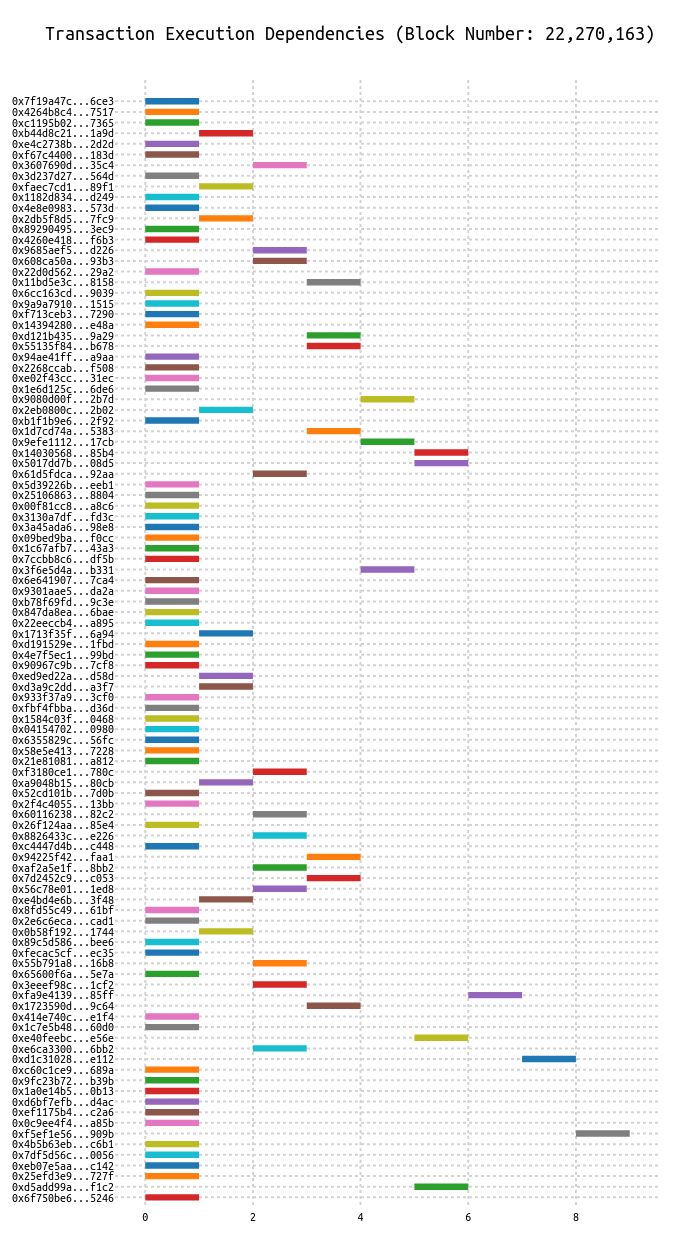 Transaction Execution Dependencies (Block Number: 22,270,163)
0x7f19a47c...6ce3
0x4264b8c4...7517
0xc1195b02...7365
0xb44d8c21...1a9d
0xe4c2738b...2d2d
0xf67c4400...183d
0x3607690d...35c4
0x3d237d27...564d
0xfaec7cd1...89f1
0x1182d834...d249
0x4e8e0983...573d
0x2db5f8d5...7fc9
0x89290495...3ec9
0x4260e418...f6b3
0x9685aef5...d226
0x608ca50a...93b3
0x22d0d562...29a2
0x11bd5e3c...8158
0x6cc163cd...9039
0x9a9a7910...1515
0xf713ceb3...7290
0x14394280...e48a
0xd121b435...9a29
0x55135f84...b678
0x94ae41ff...a9aa
0x2268ccab...f508
0xe02f43cc...31ec
0x1e6d125c...6de6
0x9080d00f...2b7d
0x2eb0800c...2b02
0xb1f1b9e6...2f92
0x1d7cd74a...5383
0x9efe1112...17cb
0x14030568...85b4
0x5017dd7b...08d5
0x61d5fdca...92aa
0x5d39226b...eeb1
0x25106863...8804
0x00f81cc8...a8c6
0x3130a7df...fd3c
0x3a45ada6...98e8
0x09bed9ba...f0cc
0x1c67afb7...43a3
0x7ccbb8c6...df5b
0x3f6e5d4a...b331
0x6e641907...7ca4
0x9301aae5...da2a
0xb78f69fd...9c3e
0x847da8ea...6bae
0x22eeccb4...a895
0x1713f35f...6a94
0xd191529e...1fbd
0x4e7f5ec1...99bd
0x90967c9b...7cf8
0xed9ed22a...d58d
0xd3a9c2dd...a3f7
0x933f37a9...3cf0
0xfbf4fbba...d36d
0x1584c03f...0468
0x04154702...0980
0x6355829c...56fc
0x58e5e413...7228
0x21e81081...a812
0xf3180ce1...780c
0xa9048b15...80cb
0x52cd101b...7d0b
0x2f4c4055...13bb
0x60116238...82c2
0x26f124aa...85e4
0x8826433c...e226
0xc4447d4b...c448
0x94225f42...faa1
0xaf2a5e1f...8bb2
0x7d2452c9...c053
0x56c78e01...1ed8
0xe4bd4e6b...3f48
0x8fd55c49...61bf
0x2e6c6eca...cad1
0x0b58f192...1744
0x89c5d586...bee6
0xfecac5cf...ec35
0x55b791a8...16b8
0x65600f6a...5e7a
0x3eeef98c...1cf2
0xfa9e4139...85ff
0x1723590d...9c64
0x414e740c...e1f4
0x1c7e5b48...60d0
0xe40feebc...e56e
0xe6ca3300...6bb2
0xd1c31028...e112
0xc60c1ce9...689a
0x9fc23b72...b39b
0x1a0e14b5...0b13
0xd6bf7efb...d4ac
0xef1175b4...c2a6
0x0c9ee4f4...a85b
0xf5ef1e56...909b
0x4b5b63eb...c6b1
0x7df5d56c...0056
0xeb07e5aa...c142
0x25efd3e9...727f
0xd5add99a...f1c2
0x6f750be6...5246
0 2 4 6 8